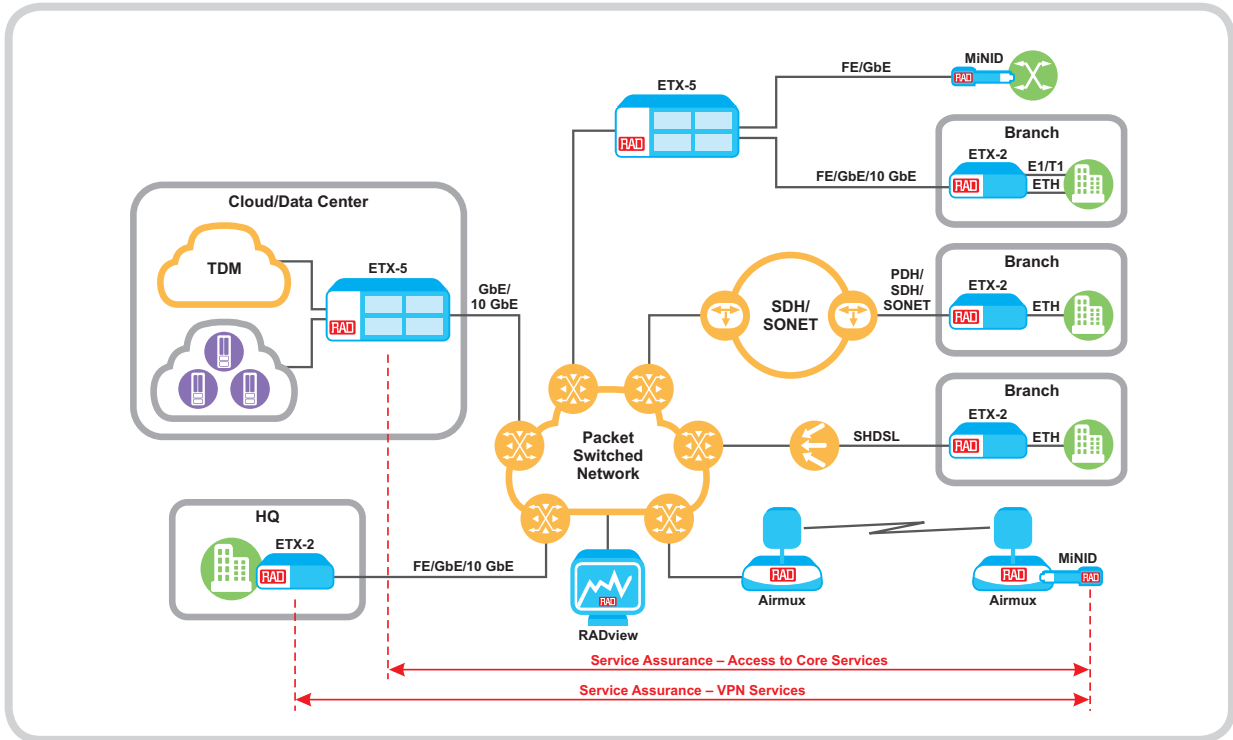 MiNID
FE/GbE
RAD
ETX-5
RAD
Branch
ETX-2
E1/T1
FE/GbE/10 GbE
RAD
ETH
Cloud/Data Center
TDM
ETX-5
RAD
GbE/
10 GbE
SDH/
SONET
PDH/
SDH/
SONET
Branch
ETX-2
RAD
ETH
Branch
ETX-2
SHDSL
RAD
ETH
Packet
Switched
Network
HQ
ETX-2
RAD
FE/GbE/10 GbE
RAD
RADview
RAD
Airmux
MiNID
RAD
RAD
Airmux
Service Assurance – Access to Core Services
Service Assurance – VPN Services